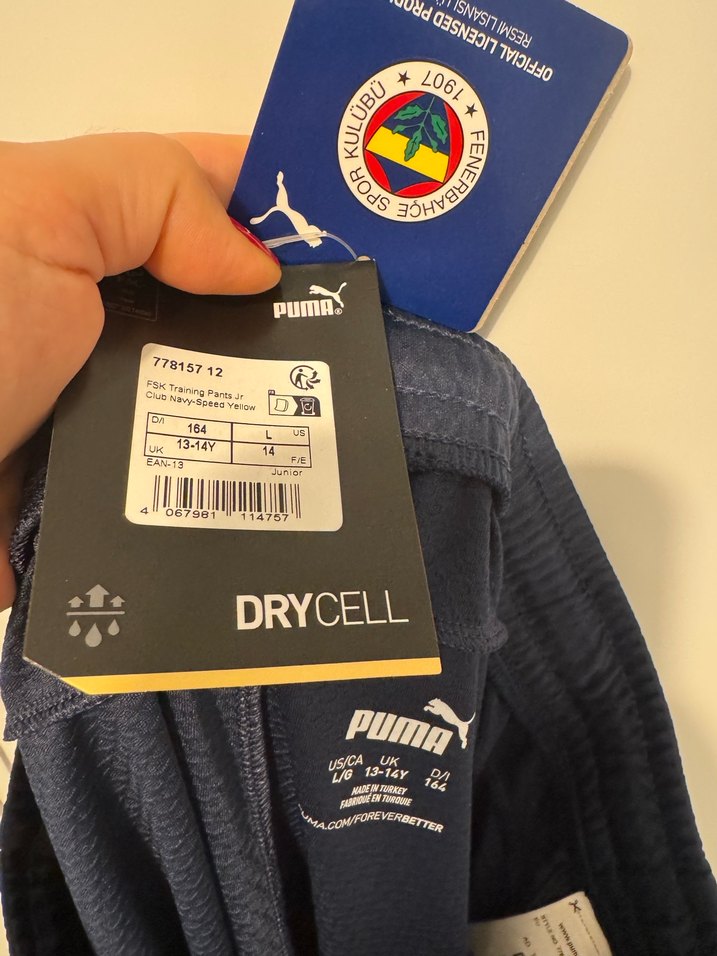 OFFICIAL LICENSED
RESMİ LİSANSLI
FENERBAHÇE SPOR KULÜBÜ
★ 1907 ★
PUMA®
778157 12
FSK Training Pants Jr
Club Navy-Speed Yellow
D/I 164 L US
UK 13-14Y 14 F/E
EAN-13 Junior
4 067981 114757
DRYCELL
PUMA
US/CA UK D/I
L/G 13-14Y 164
MADE IN TURKEY
FABRIQUÉ EN TURQUIE
UMA.COM/FOREVERBETTER